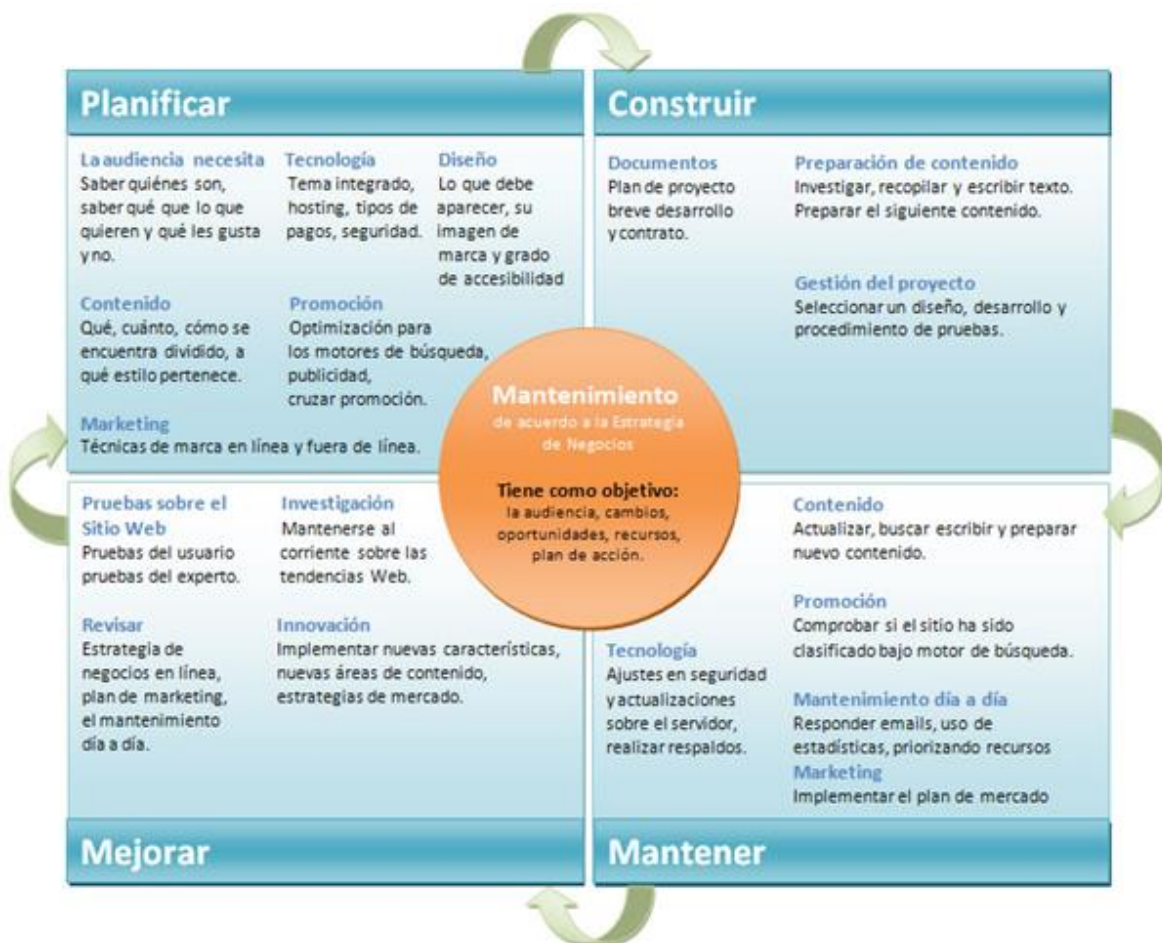 Planificar
La audiencia necesita
Saber quiénes son,
saber qué que lo que
quieren y qué les gusta
y no.
Tecnología
Tema integrado,
hosting, tipos de
pagos, seguridad.
Diseño
Lo que debe
aparecer, su
imagen de
marca y grado
de accesibilidad
Contenido
Qué, cuánto, cómo se
encuentra dividido, a
qué estilo pertenece.
Promoción
Optimización para
los motores de búsqueda,
publicidad,
cruzar promoción.
Marketing
Técnicas de marca en línea y fuera de línea.
Construir
Documentos
Plan de proyecto
breve desarrollo
y contrato.
Preparación de contenido
Investigar, recopilar y escribir texto.
Preparar el siguiente contenido.
Gestión del proyecto
Seleccionar un diseño, desarrollo y
procedimiento de pruebas.
Mantenimiento
de acuerdo a la Estrategia
de Negocios
Tiene como objetivo:
la audiencia, cambios,
oportunidades, recursos,
plan de acción.
Pruebas sobre el
Sitio Web
Pruebas del usuario
pruebas del experto.
Investigación
Mantenerse al
corriente sobre las
tendencias Web.
Revisar
Estrategia de
negocios en línea,
plan de marketing,
el mantenimiento
día a día.
Innovación
Implementar nuevas características,
nuevas áreas de contenido,
estrategias de mercado.
Mejorar
Tecnología
Ajustes en seguridad
y actualizaciones
sobre el servidor,
realizar respaldos.
Contenido
Actualizar, buscar escribir y preparar
nuevo contenido.
Promoción
Comprobar si el sitio ha sido
clasificado bajo motor de búsqueda.
Mantenimiento día a día
Responder emails, uso de
estadísticas, priorizando recursos
Marketing
Implementar el plan de mercado
Mantener